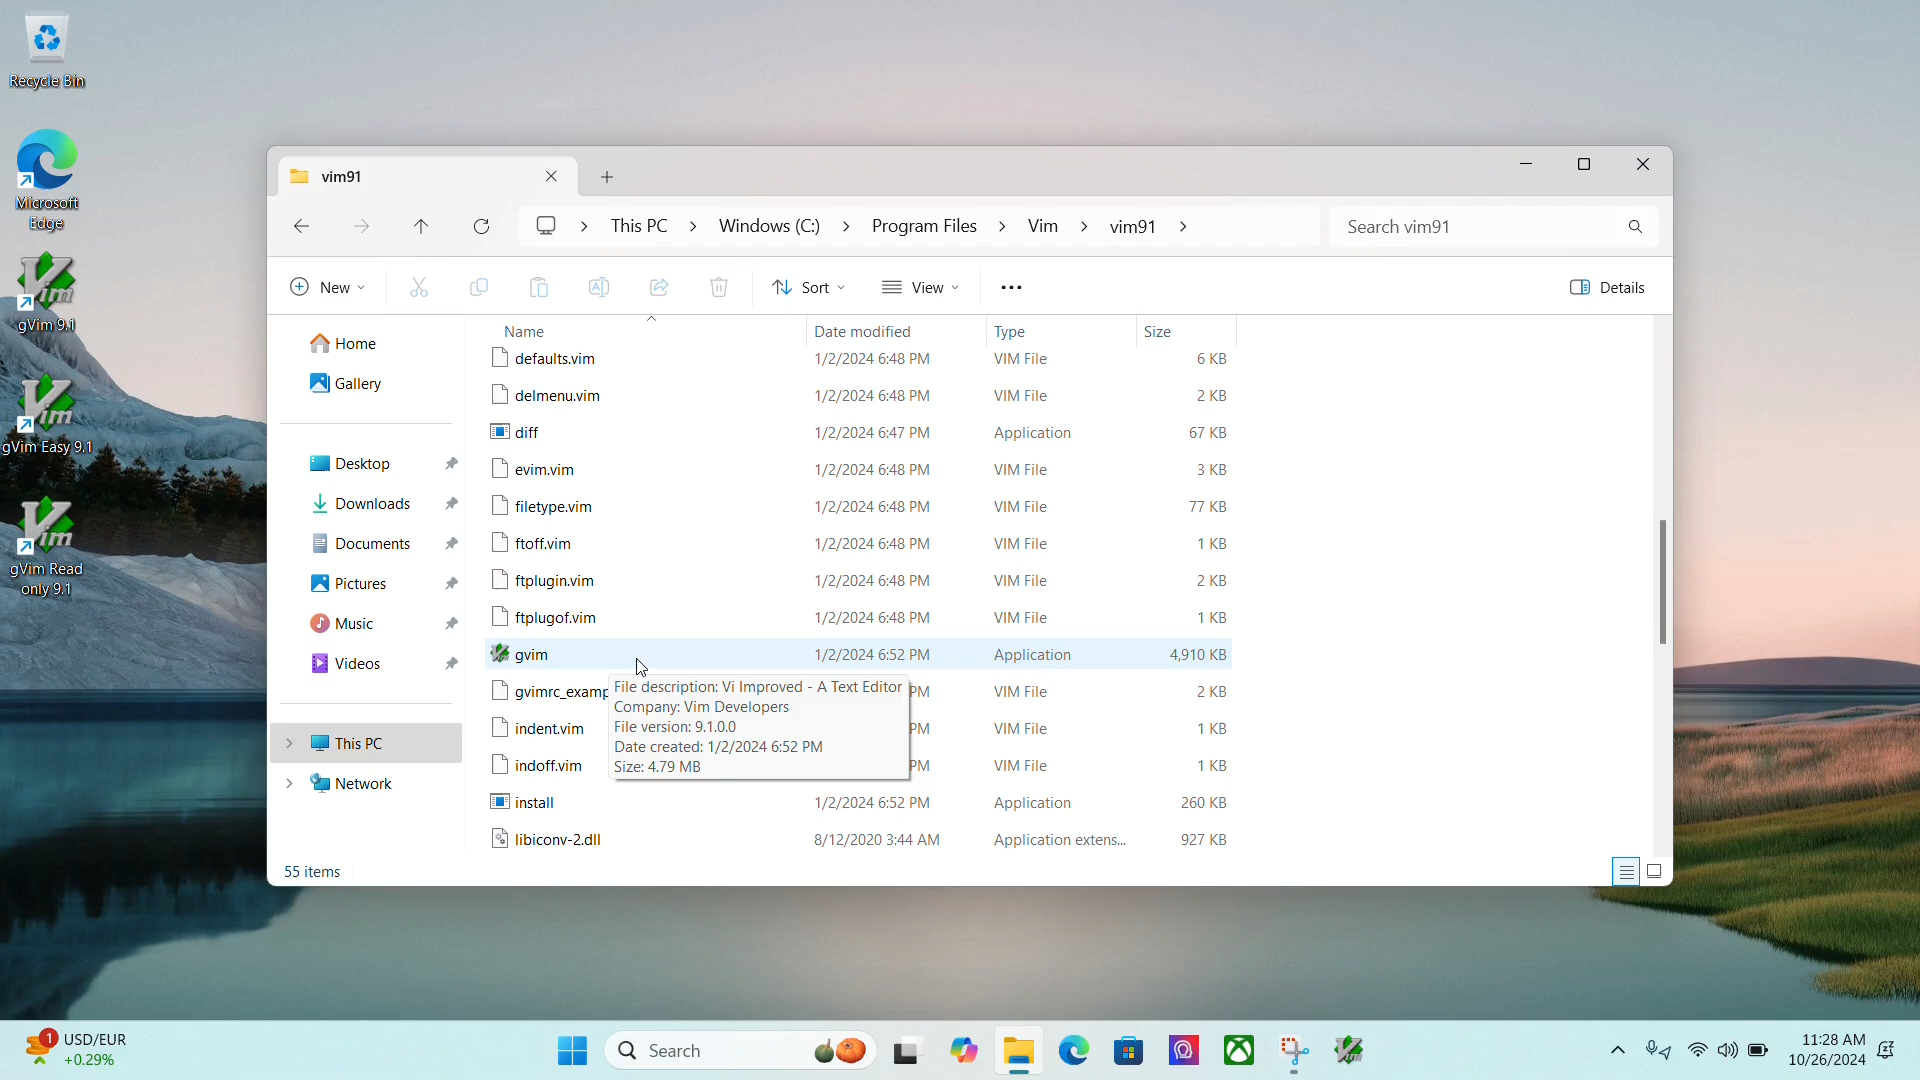 Recycle Bin
Microsoft
Edge
gVim 9.1
gVim Easy 9.1
gVim Read
only 9.1
vim91
This PC
Windows (C:)
Program Files
Vim
vim91
Search vim91
New
Sort
View
Details
Home
Gallery
Desktop
Downloads
Documents
Pictures
Music
Videos
This PC
Network
Name Date modified Type Size
defaults.vim 1/2/2024 6:48 PM VIM File 6 KB
delmenu.vim 1/2/2024 6:48 PM VIM File 2 KB
diff 1/2/2024 6:47 PM Application 67 KB
evim.vim 1/2/2024 6:48 PM VIM File 3 KB
filetype.vim 1/2/2024 6:48 PM VIM File 77 KB
ftoff.vim 1/2/2024 6:48 PM VIM File 1 KB
ftplugin.vim 1/2/2024 6:48 PM VIM File 2 KB
ftplugof.vim 1/2/2024 6:48 PM VIM File 1 KB
gvim 1/2/2024 6:52 PM Application 4,910 KB
gvimrc_examp PM VIM File 2 KB
indent.vim PM VIM File 1 KB
indoff.vim PM VIM File 1 KB
install 1/2/2024 6:52 PM Application 260 KB
libiconv-2.dll 8/12/2020 3:44 AM Application extens... 927 KB
File description: Vi Improved - A Text Editor
Company: Vim Developers
File version: 9.1.0.0
Date created: 1/2/2024 6:52 PM
Size: 4.79 MB
55 items
1
USD/EUR
+0.29%
Search
11:28 AM
10/26/2024